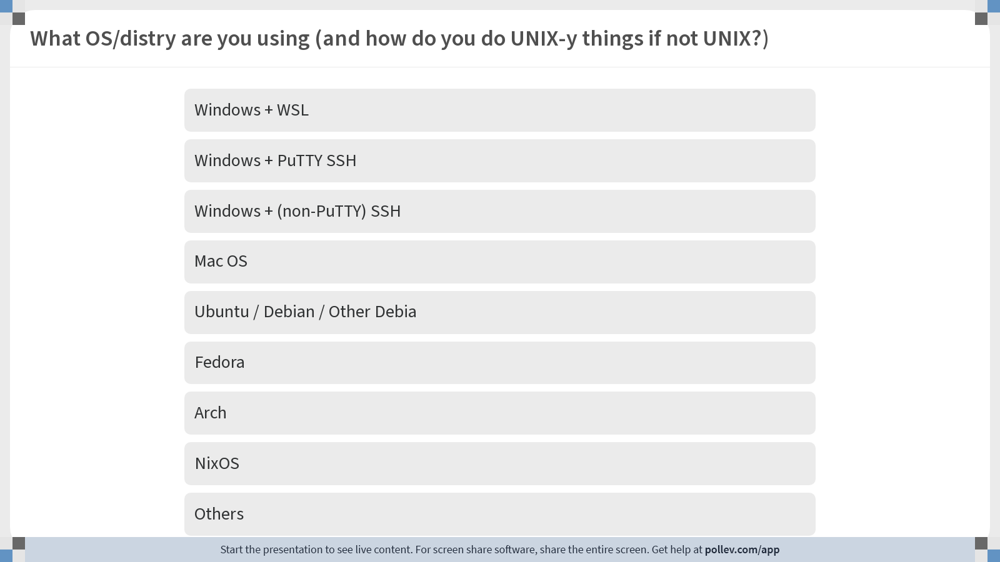 What OS/distry are you using (and how do you do UNIX-y things if not UNIX?)
Windows + WSL
Windows + PuTTY SSH
Windows + (non-PuTTY) SSH
Mac OS
Ubuntu / Debian / Other Debia
Fedora
Arch
NixOS
Others
Start the presentation to see live content. For screen share software, share the entire screen. Get help at pollev.com/app